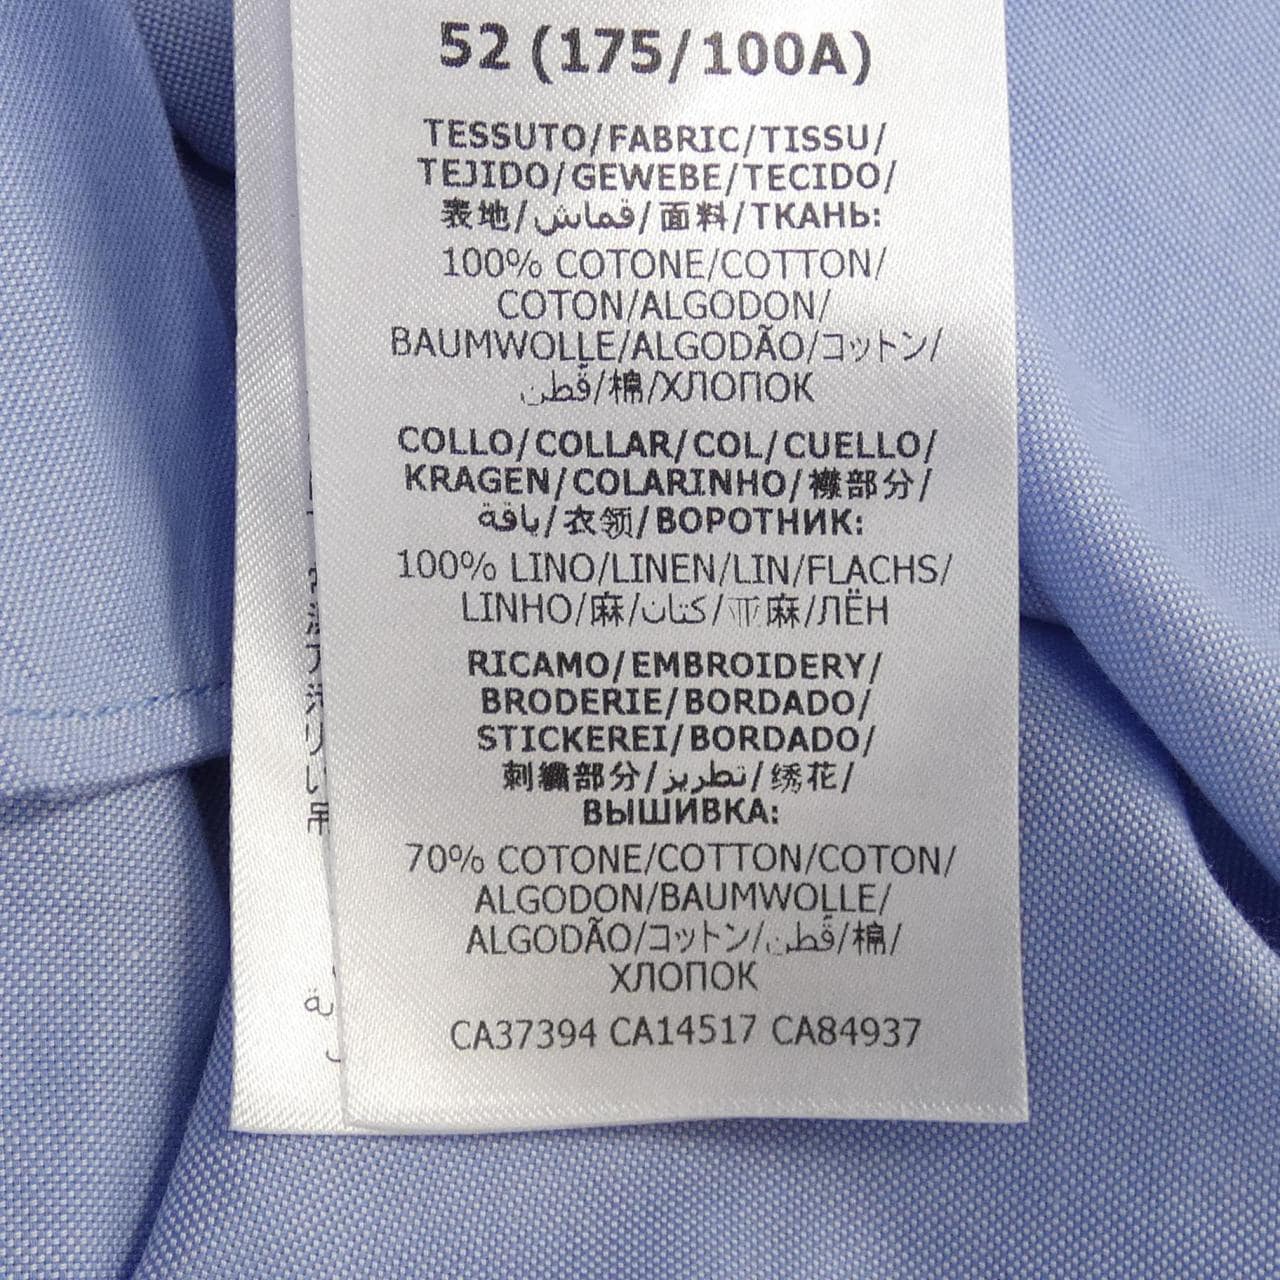 52 (175/100A)
TESSUTO/FABRIC/TISSU/
TEJIDO/GEWEBE/TECIDO/
表地/قماش/面料/ТКАНЬ:
100% COTONE/COTTON/
COTON/ALGODON/
BAUMWOLLE/ALGODÃO/コットン/
قُطن/棉/ХЛОПОК
COLLO/COLLAR/COL/CUELLO/
KRAGEN/COLARINHO/襟部分/
ياقة/衣领/ВОРОТНИК:
100% LINO/LINEN/LIN/FLACHS/
LINHO/麻/كتان/亚麻/ЛЁН
RICAMO/EMBROIDERY/
BRODERIE/BORDADO/
STICKEREI/BORDADO/
刺繍部分/تطريز/绣花/
ВЫШИВКА:
70% COTONE/COTTON/COTON/
ALGODON/BAUMWOLLE/
ALGODÃO/コットン/قُطن/棉/
ХЛОПОК
CA37394 CA14517 CA84937